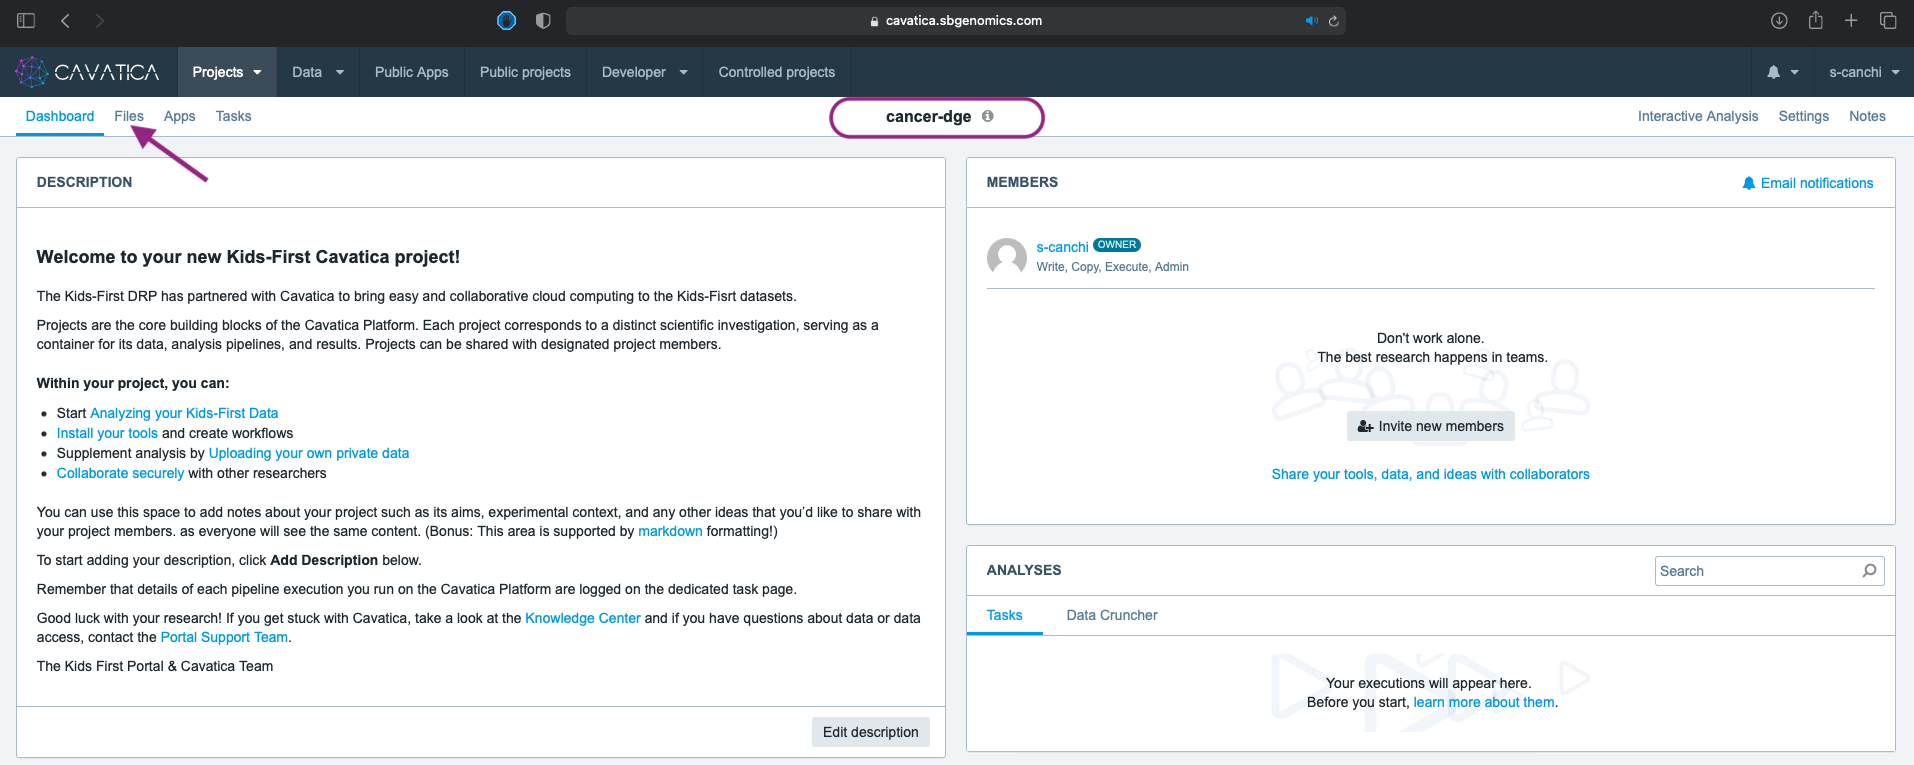 cavatica.sbgenomics.com
CAVATICA
Projects
Data
Public Apps
Public projects
Developer
Controlled projects
s-canchi
Dashboard
Files
Apps
Tasks
cancer-dge
Interactive Analysis
Settings
Notes
DESCRIPTION
Welcome to your new Kids-First Cavatica project!
The Kids-First DRP has partnered with Cavatica to bring easy and collaborative cloud computing to the Kids-Fisrt datasets.
Projects are the core building blocks of the Cavatica Platform. Each project corresponds to a distinct scientific investigation, serving as a
container for its data, analysis pipelines, and results. Projects can be shared with designated project members.
Within your project, you can:
• Start Analyzing your Kids-First Data
• Install your tools and create workflows
• Supplement analysis by Uploading your own private data
• Collaborate securely with other researchers
You can use this space to add notes about your project such as its aims, experimental context, and any other ideas that you'd like to share with
your project members. as everyone will see the same content. (Bonus: This area is supported by markdown formatting!)
To start adding your description, click Add Description below.
Remember that details of each pipeline execution you run on the Cavatica Platform are logged on the dedicated task page.
Good luck with your research! If you get stuck with Cavatica, take a look at the Knowledge Center and if you have questions about data or data
access, contact the Portal Support Team.
The Kids First Portal & Cavatica Team
Edit description
MEMBERS
Email notifications
s-canchi OWNER
Write, Copy, Execute, Admin
Don't work alone.
The best research happens in teams.
Invite new members
Share your tools, data, and ideas with collaborators
ANALYSES
Search
Tasks
Data Cruncher
Your executions will appear here.
Before you start, learn more about them.